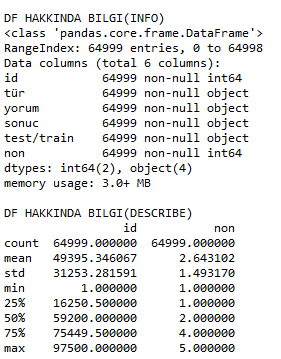 DF HAKKINDA BILGI(INFO)
<class 'pandas.core.frame.DataFrame'>
RangeIndex: 64999 entries, 0 to 64998
Data columns (total 6 columns):
id 64999 non-null int64
tür 64999 non-null object
yorum 64999 non-null object
sonuc 64999 non-null object
test/train 64999 non-null object
non 64999 non-null int64
dtypes: int64(2), object(4)
memory usage: 3.0+ MB
DF HAKKINDA BILGI(DESCRIBE)
id non
count 64999.000000 64999.000000
mean 49395.346067 2.643102
std 31253.281591 1.493170
min 1.000000 1.000000
25% 16250.500000 1.000000
50% 59200.000000 2.000000
75% 75449.500000 4.000000
max 97500.000000 5.000000